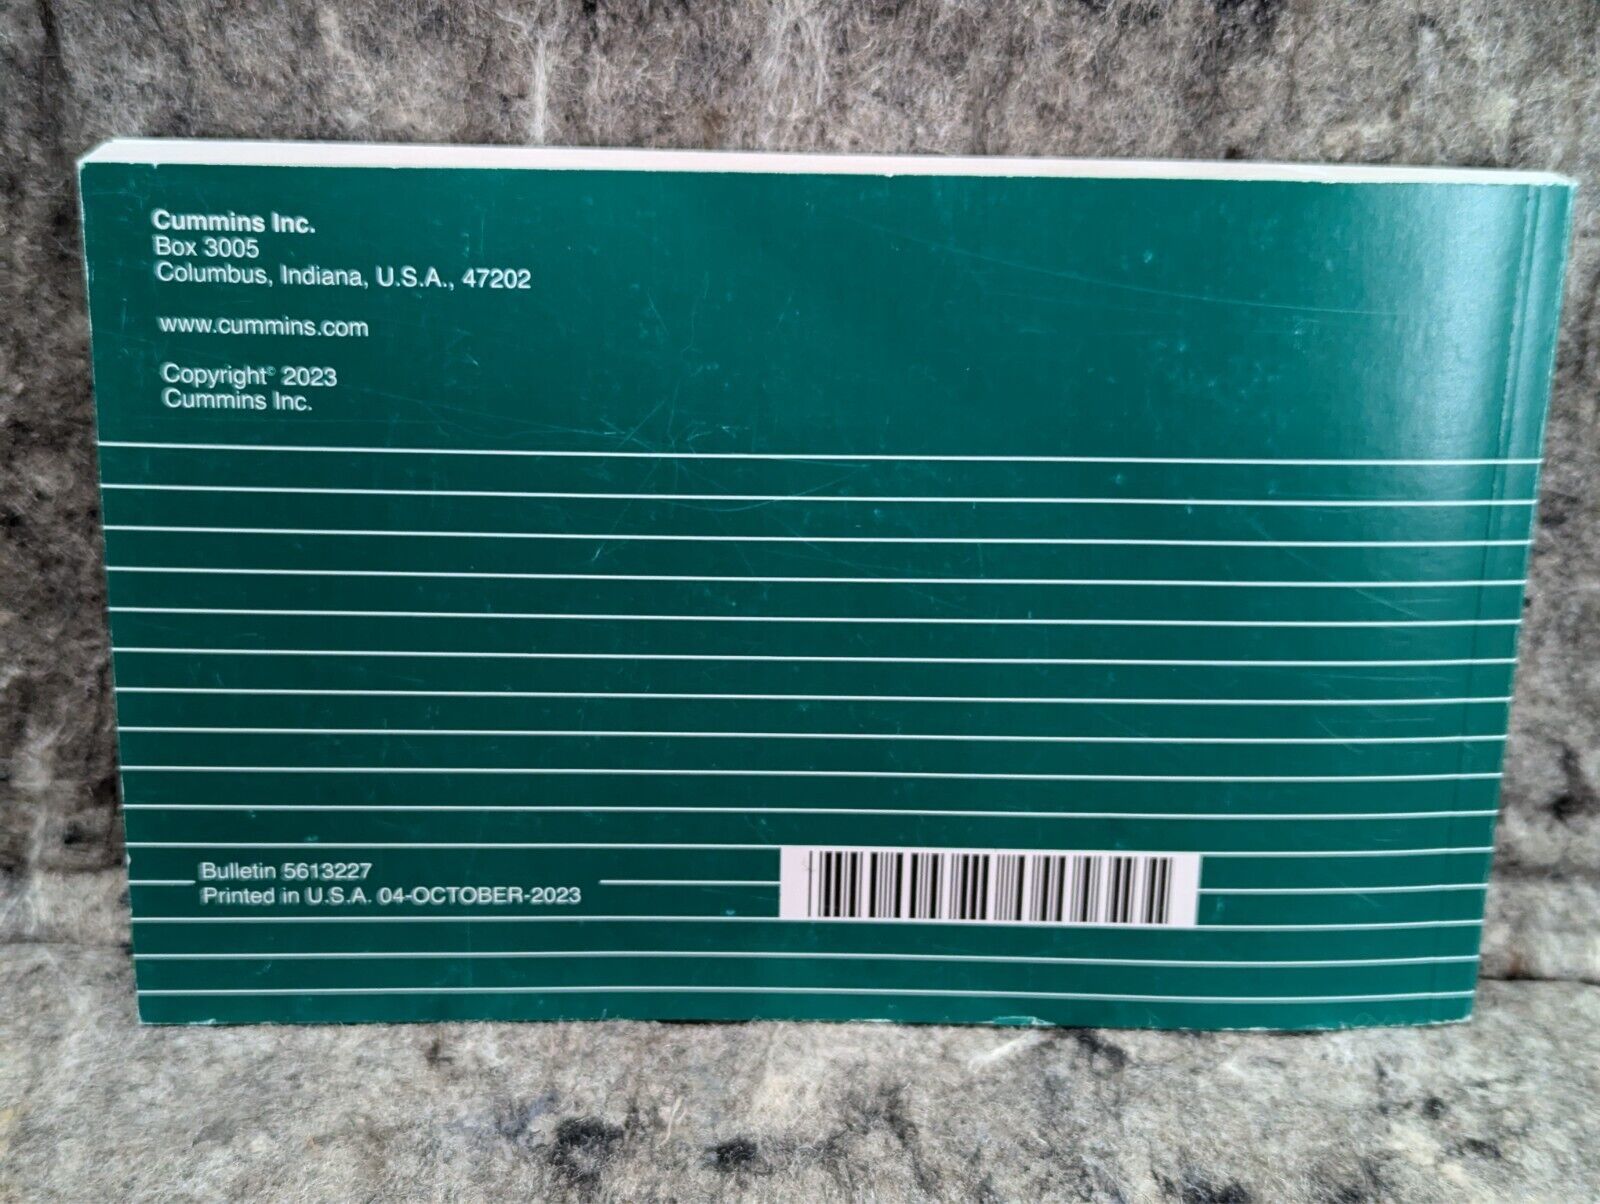 Cummins Inc.
Box 3005
Columbus, Indiana, U.S.A., 47202
www.cummins.com
Copyright© 2023
Cummins Inc.
Bulletin 5613227
Printed in U.S.A. 04-OCTOBER-2023